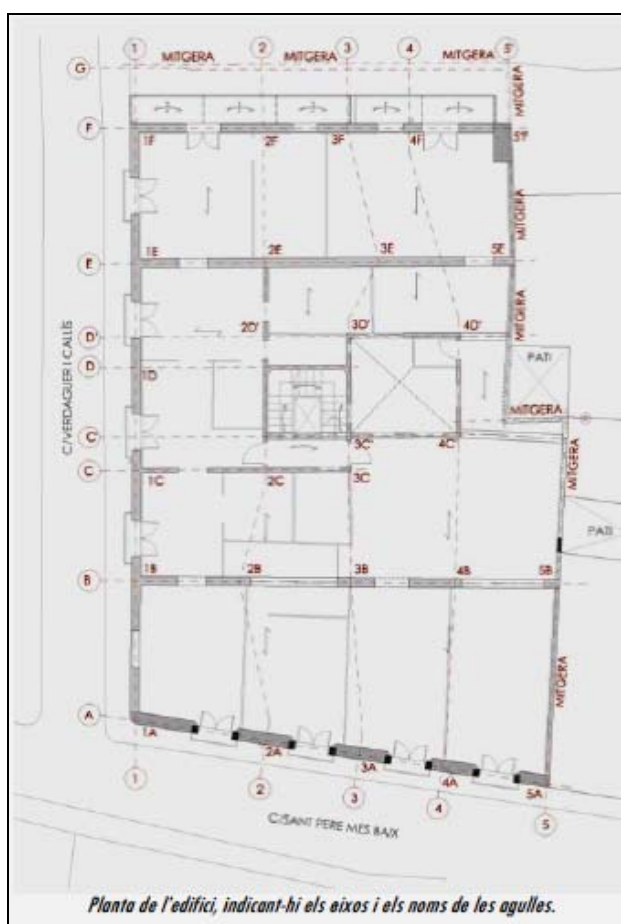 1 2 3 4 5'
MITGERA MITGERA MITGERA
G
MITGERA
F
1F 2F 3F 4F 5'F
MITGERA
1E 2E 3E 5E
E
MITGERA
2D' 3D' 4D'
D'
PATI
D
1D
C/VERDAGUER I CALLÍS
MITGERA
C'
3C' 4C'
MITGERA
C
1C 2C 3C
PATI
1B 2B 3B 4B 5B
B
MITGERA
A
1A 2A 3A 4A 5A
1 2 3 4 5
C/SANT PERE MES BAIX
Planta de l'edifici, indicant-hi els eixos i els noms de les agulles.